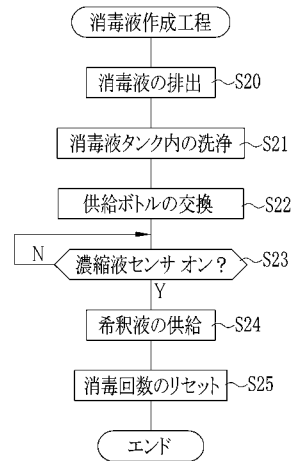 消毒液作成工程
消毒液の排出 S20
消毒液タンク内の洗浄 S21
供給ボトルの交換 S22
N 濃縮液センサ オン? S23
Y
希釈液の供給 S24
消毒回数のリセット S25
エンド